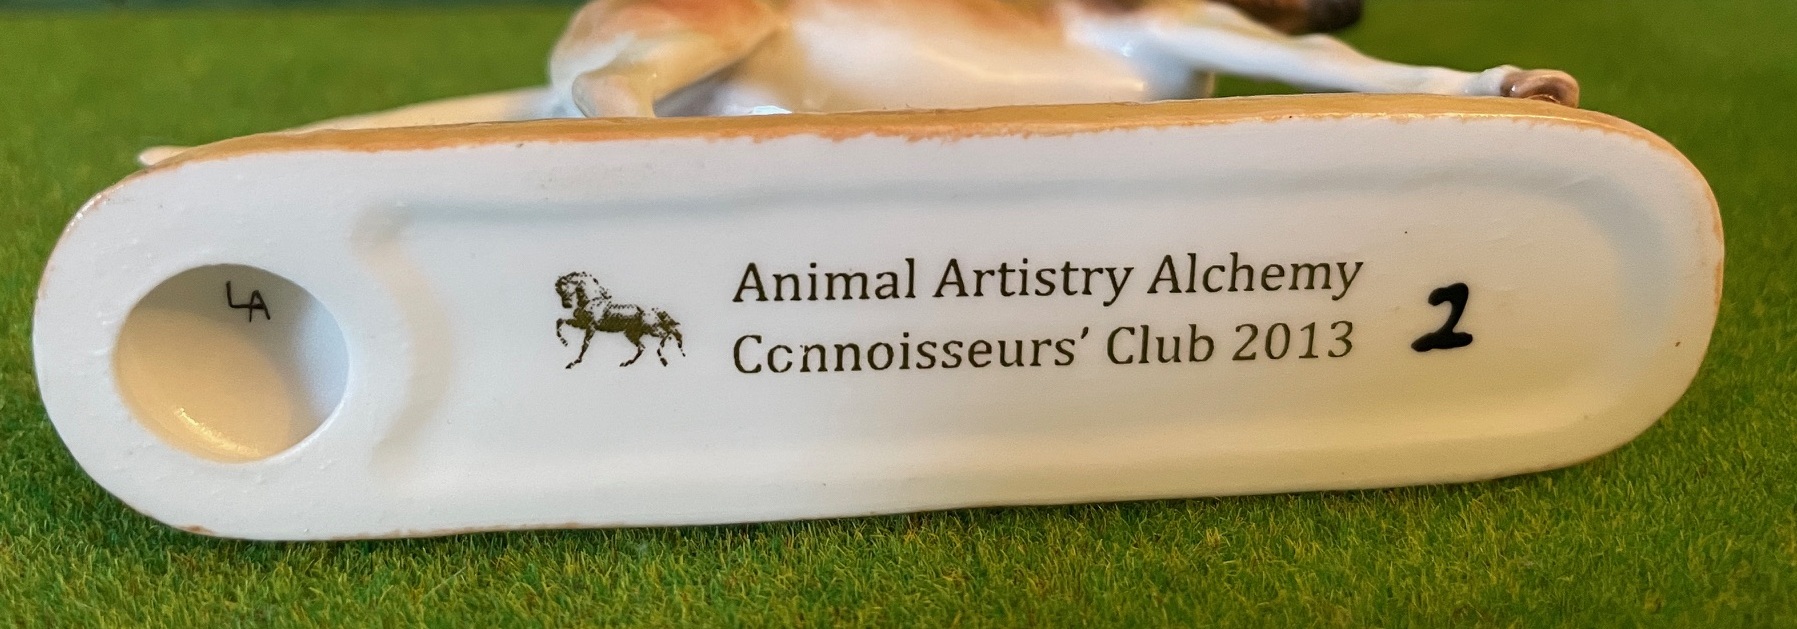 LA
Animal Artistry Alchemy
Connoisseurs' Club 2013
2